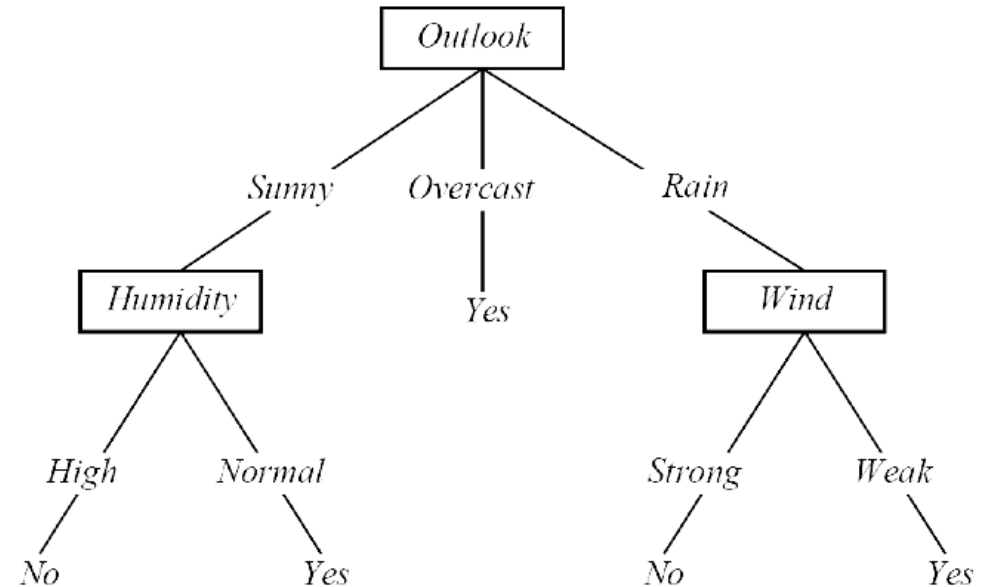 Outlook
Sunny Overcast Rain
Humidity Yes Wind
High Normal Strong Weak
No Yes No Yes